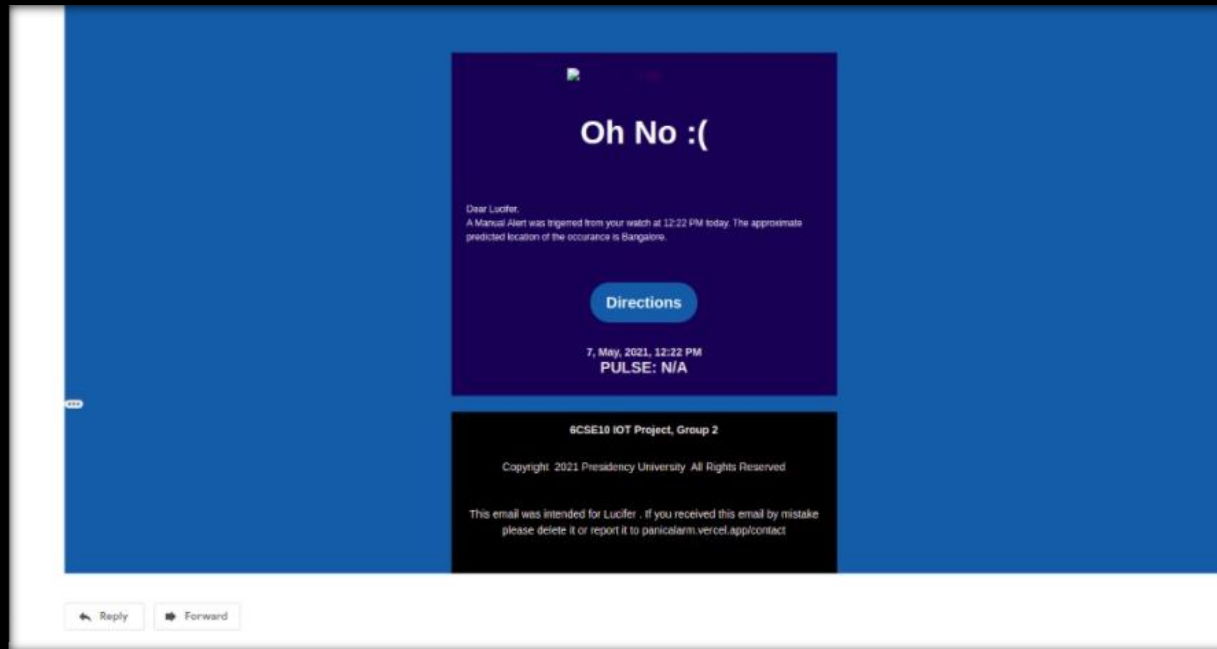 Oh No :(
Dear Lucifer,
A Manual Alert was trigerred from your watch at 12:22 PM today. The approximate
predicted location of the occurance is Bangalore.
Directions
7, May, 2021, 12:22 PM
PULSE: N/A
6CSE10 IOT Project, Group 2
Copyright 2021 Presidency University All Rights Reserved
This email was intended for Lucifer . If you received this email by mistake
please delete it or report it to panicalarm.vercel.app/contact
Reply
Forward